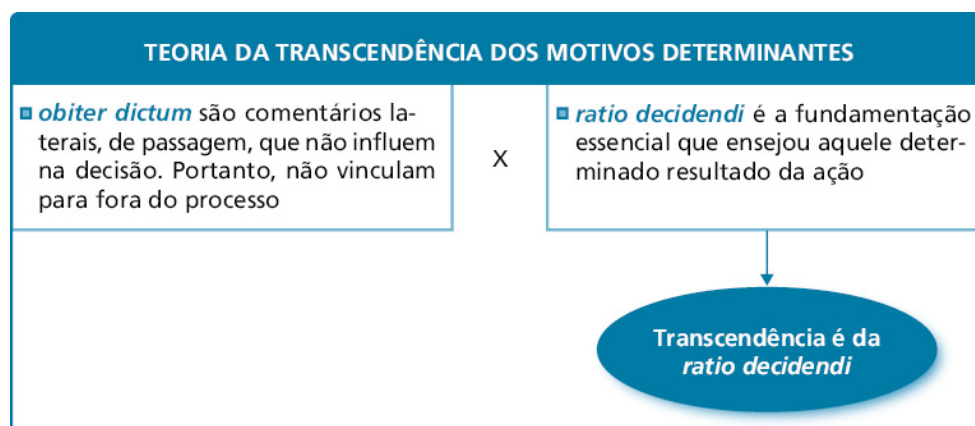 TEORIA DA TRANSCENDÊNCIA DOS MOTIVOS DETERMINANTES
obiter dictum são comentários la-
terais, de passagem, que não influem
na decisão. Portanto, não vinculam
para fora do processo
X
ratio decidendi é a fundamentação
essencial que ensejou aquele deter-
minado resultado da ação
Transcendência é da
ratio decidendi